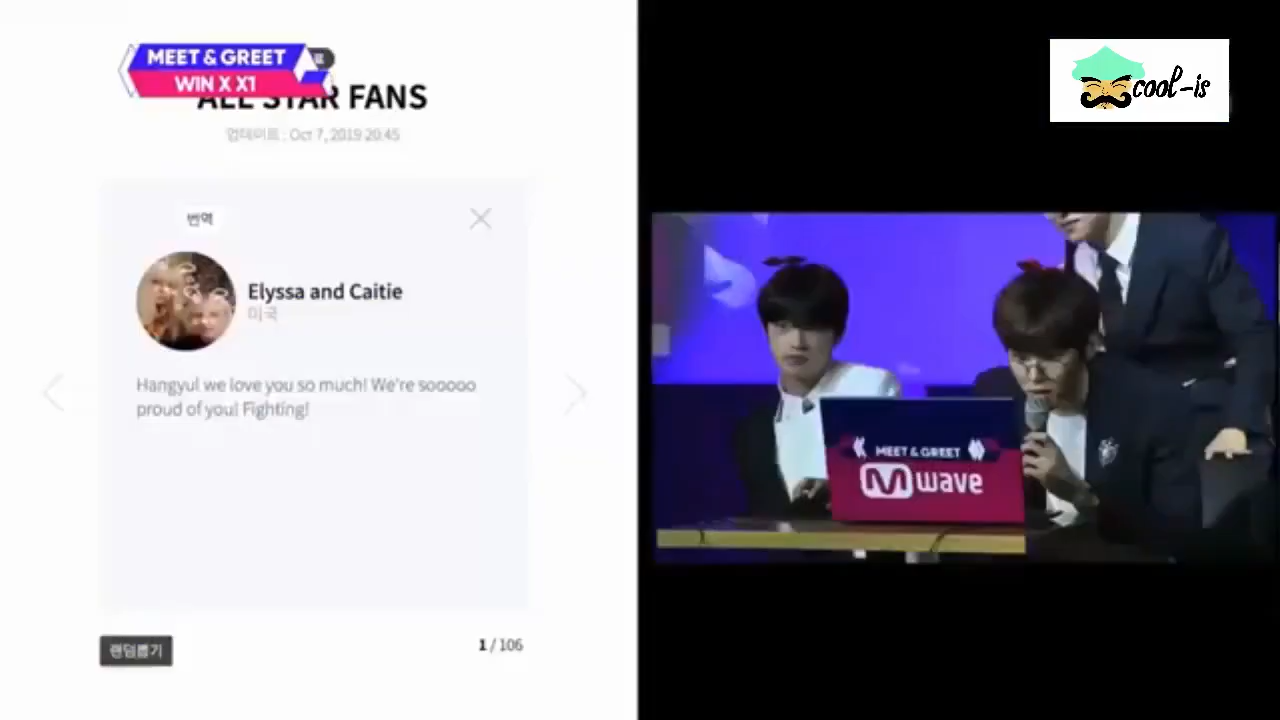 MEET & GREET
WIN X X1
ALL STAR FANS
업데이트 : Oct 7, 2019 20:45
번역
Elyssa and Caitie
미국
Hangyul we love you so much! We're sooooo
proud of you! Fighting!
랜덤뽑기
1 / 106
cool-is
MEET & GREET
Mwave